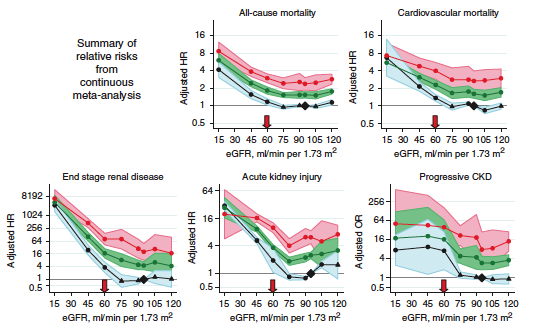 Summary of
relative risks
from
continuous
meta-analysis
All-cause mortality
Adjusted HR
16
8
4
2
1
0.5
15 30 45 60 75 90 105 120
eGFR, ml/min per 1.73 m2
Cardiovascular mortality
Adjusted HR
16
8
4
2
1
0.5
15 30 45 60 75 90 105 120
eGFR, ml/min per 1.73 m2
End stage renal disease
Adjusted HR
8192
1024
256
64
16
4
1
0.5
15 30 45 60 75 90 105 120
eGFR, ml/min per 1.73 m2
Acute kidney injury
Adjusted HR
64
16
4
1
0.5
15 30 45 60 75 90 105 120
eGFR, ml/min per 1.73 m2
Progressive CKD
Adjusted OR
256
64
16
4
1
0.5
15 30 45 60 75 90 105 120
eGFR, ml/min per 1.73 m2